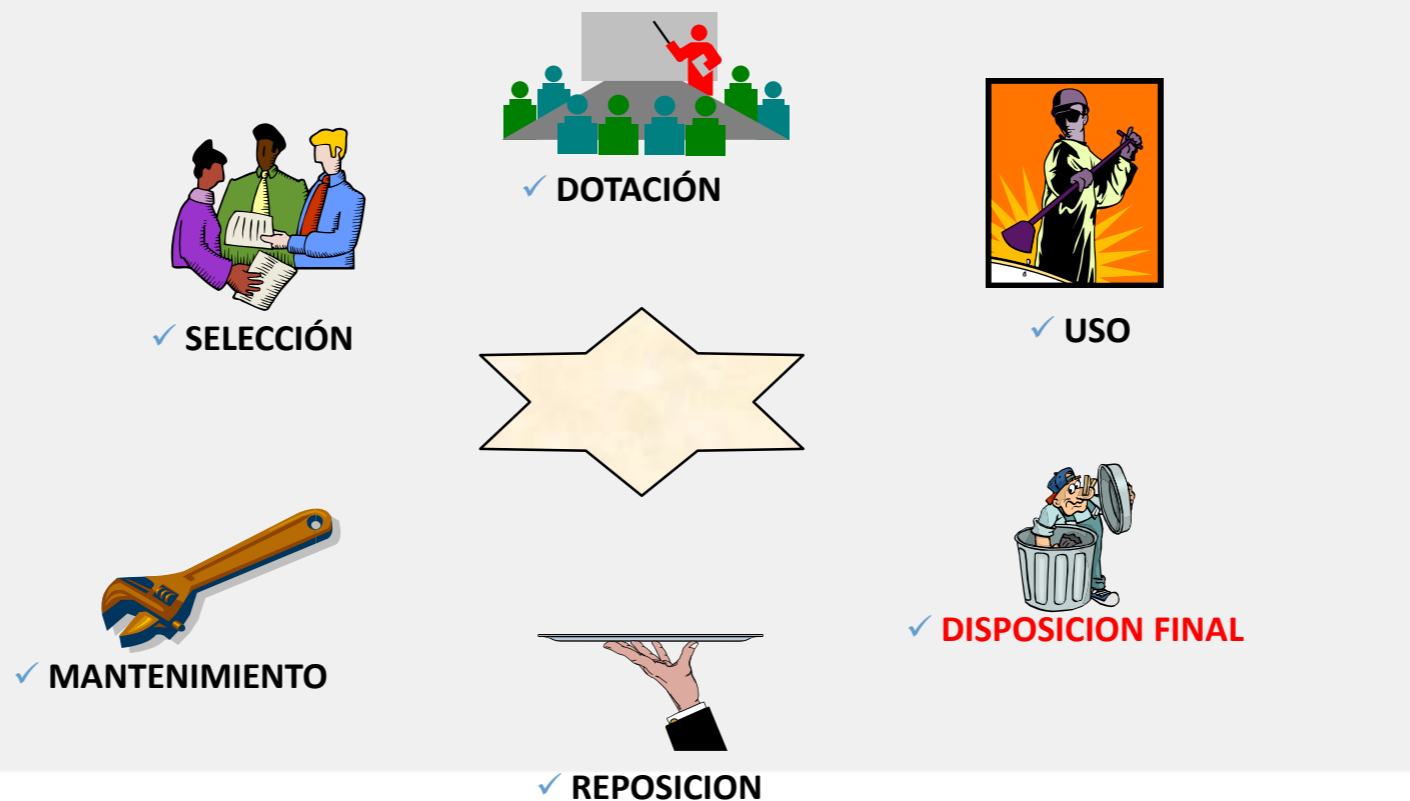 ✓ DOTACIÓN
✓ SELECCIÓN
✓ USO
✓ DISPOSICION FINAL
✓ MANTENIMIENTO
✓ REPOSICION